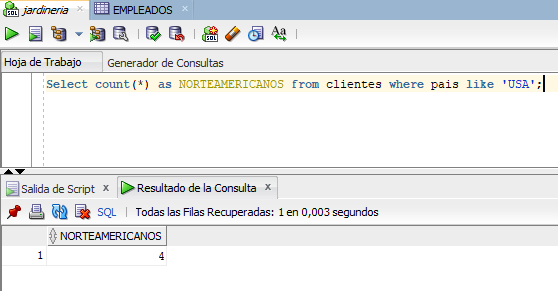 jardineria
EMPLEADOS
Hoja de Trabajo
Generador de Consultas
Select count(*) as NORTEAMERICANOS from clientes where pais like 'USA';
Salida de Script x
Resultado de la Consulta x
SQL | Todas las Filas Recuperadas: 1 en 0,003 segundos
NORTEAMERICANOS
1 4